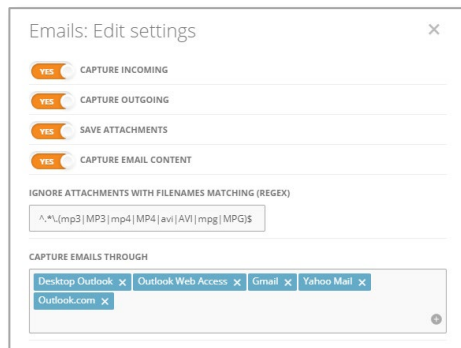 Emails: Edit settings ×
YES CAPTURE INCOMING
YES CAPTURE OUTGOING
YES SAVE ATTACHMENTS
YES CAPTURE EMAIL CONTENT
IGNORE ATTACHMENTS WITH FILENAMES MATCHING (REGEX)
^.*\.(mp3|MP3|mp4|MP4|avi|AVI|mpg|MPG)$
CAPTURE EMAILS THROUGH
Desktop Outlook × Outlook Web Access × Gmail × Yahoo Mail ×
Outlook.com ×